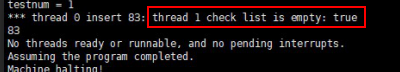 testnum = 1
*** thread 0 insert 83: thread 1 check list is empty: true
83
No threads ready or runnable, and no pending interrupts.
Assuming the program completed.
Machine halting!